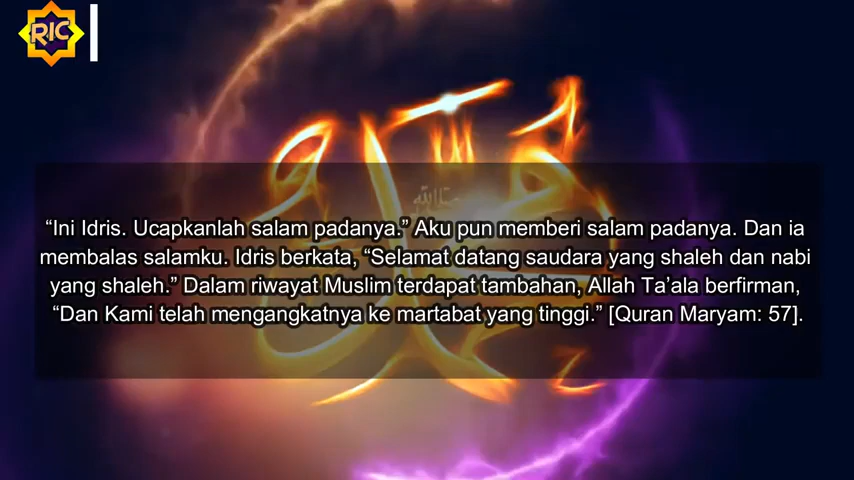 RIC
محمد
“Ini Idris. Ucapkanlah salam padanya.” Aku pun memberi salam padanya. Dan ia
membalas salamku. Idris berkata, “Selamat datang saudara yang shaleh dan nabi
yang shaleh.” Dalam riwayat Muslim terdapat tambahan, Allah Ta’ala berfirman,
“Dan Kami telah mengangkatnya ke martabat yang tinggi.” [Quran Maryam: 57].